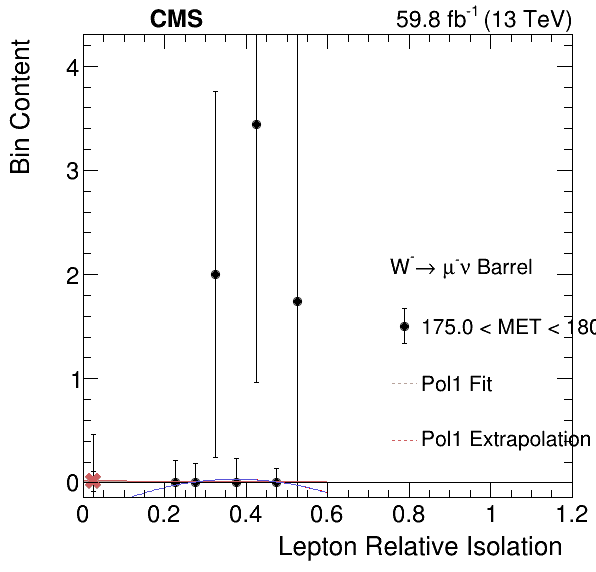 CMS
59.8 fb⁻¹ (13 TeV)
Bin Content
4
3
2
1
0
W⁻→ μ⁻ν Barrel
175.0 < MET < 180
Pol1 Fit
Pol1 Extrapolation
0 0.2 0.4 0.6 0.8 1 1.2
Lepton Relative Isolation